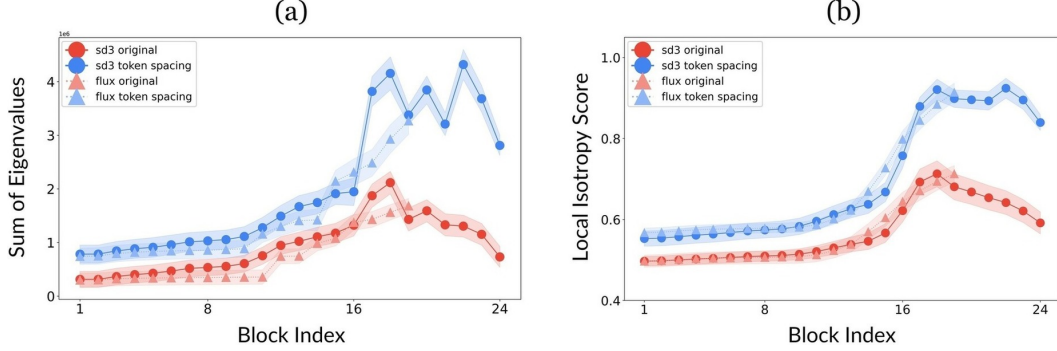 (a)
1e6
sd3 original
sd3 token spacing
flux original
flux token spacing
Sum of Eigenvalues
4
3
2
1
0
1
8
16
24
Block Index
(b)
sd3 original
sd3 token spacing
flux original
flux token spacing
Local Isotropy Score
1.0
0.8
0.6
0.4
1
8
16
24
Block Index